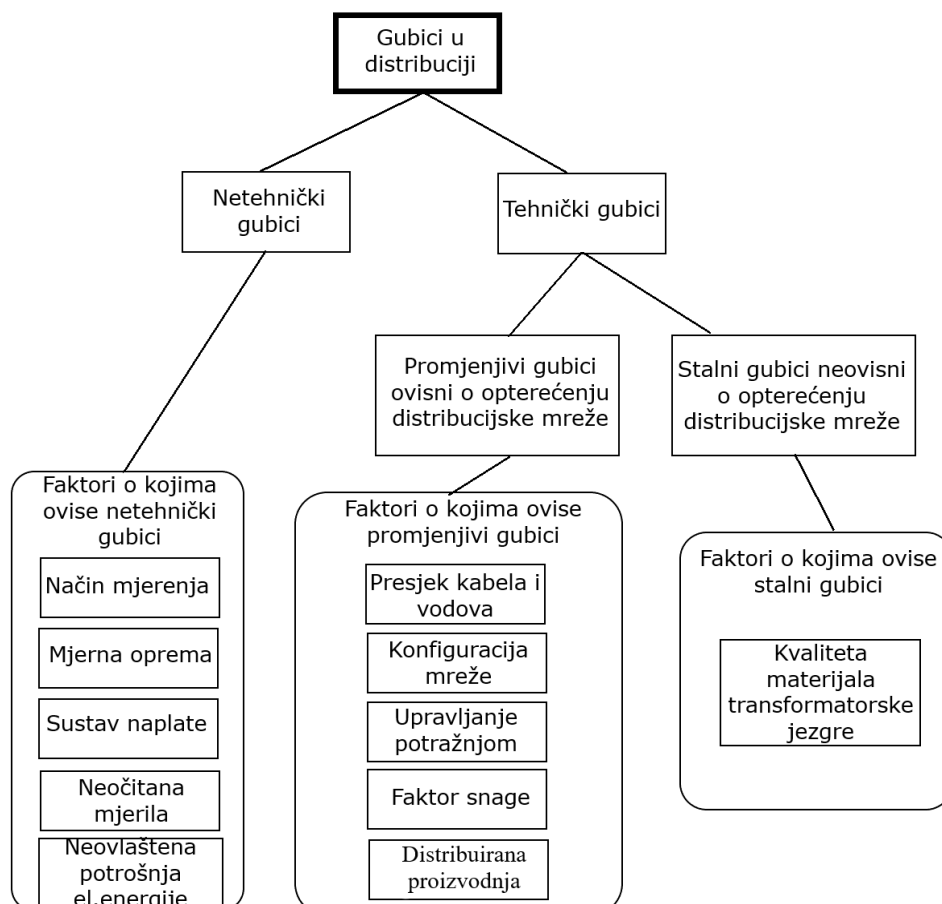 Gubici u
distribuciji
Netehnički
gubici
Tehnički gubici
Promjenjivi gubici
ovisni o opterećenju
distribucijske mreže
Stalni gubici neovisni
o opterećenju
distribucijske mreže
Faktori o kojima
ovise netehnički
gubici
Način mjerenja
Mjerna oprema
Sustav naplate
Neočitana
mjerila
Neovlaštena
potrošnja
el.energije
Faktori o kojima ovise
promjenjivi gubici
Presjek kabela i
vodova
Konfiguracija
mreže
Upravljanje
potražnjom
Faktor snage
Distribuirana
proizvodnja
Faktori o kojima ovise
stalni gubici
Kvaliteta
materijala
transformatorske
jezgre